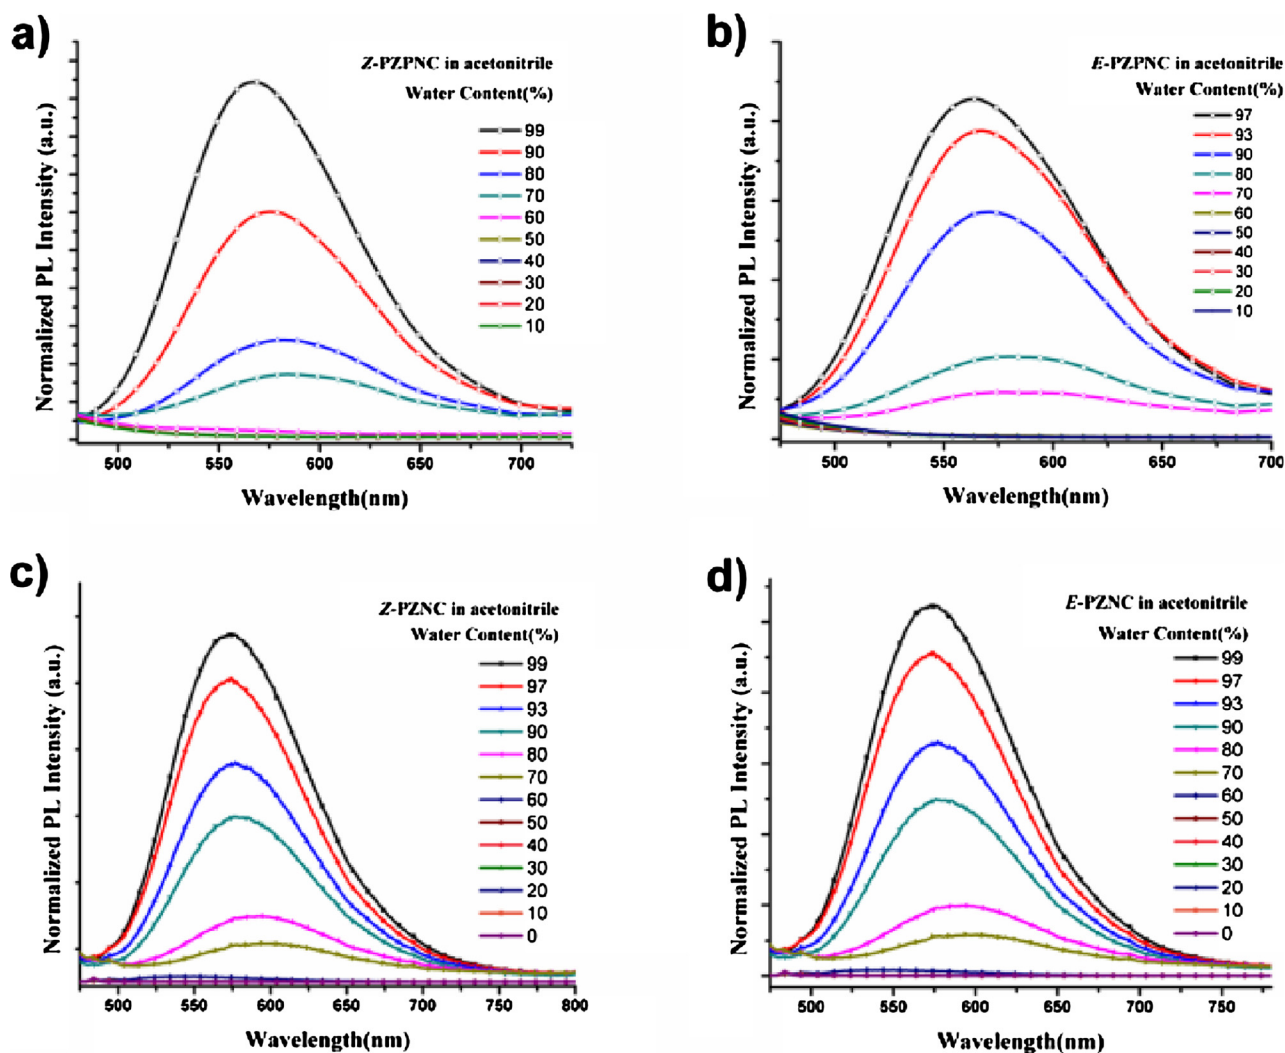 a)
Z-PZPNC in acetonitrile
Water Content(%)
99
90
80
70
60
50
40
30
20
10
Normalized PL Intensity (a.u.)
500 550 600 650 700
Wavelength(nm)
b)
E-PZPNC in acetonitrile
Water Content(%)
97
93
90
80
70
60
50
40
30
20
10
Normalized PL Intensity (a.u.)
500 550 600 650 700
Wavelength(nm)
c)
Z-PZNC in acetonitrile
Water Content(%)
99
97
93
90
80
70
60
50
40
30
20
10
0
Normalized PL Intensity (a.u.)
500 550 600 650 700 750 800
Wavelength(nm)
d)
E-PZNC in acetonitrile
Water Content(%)
99
97
93
90
80
70
60
50
40
30
20
10
0
Normalized PL Intensity (a.u.)
500 550 600 650 700 750
Wavelength(nm)